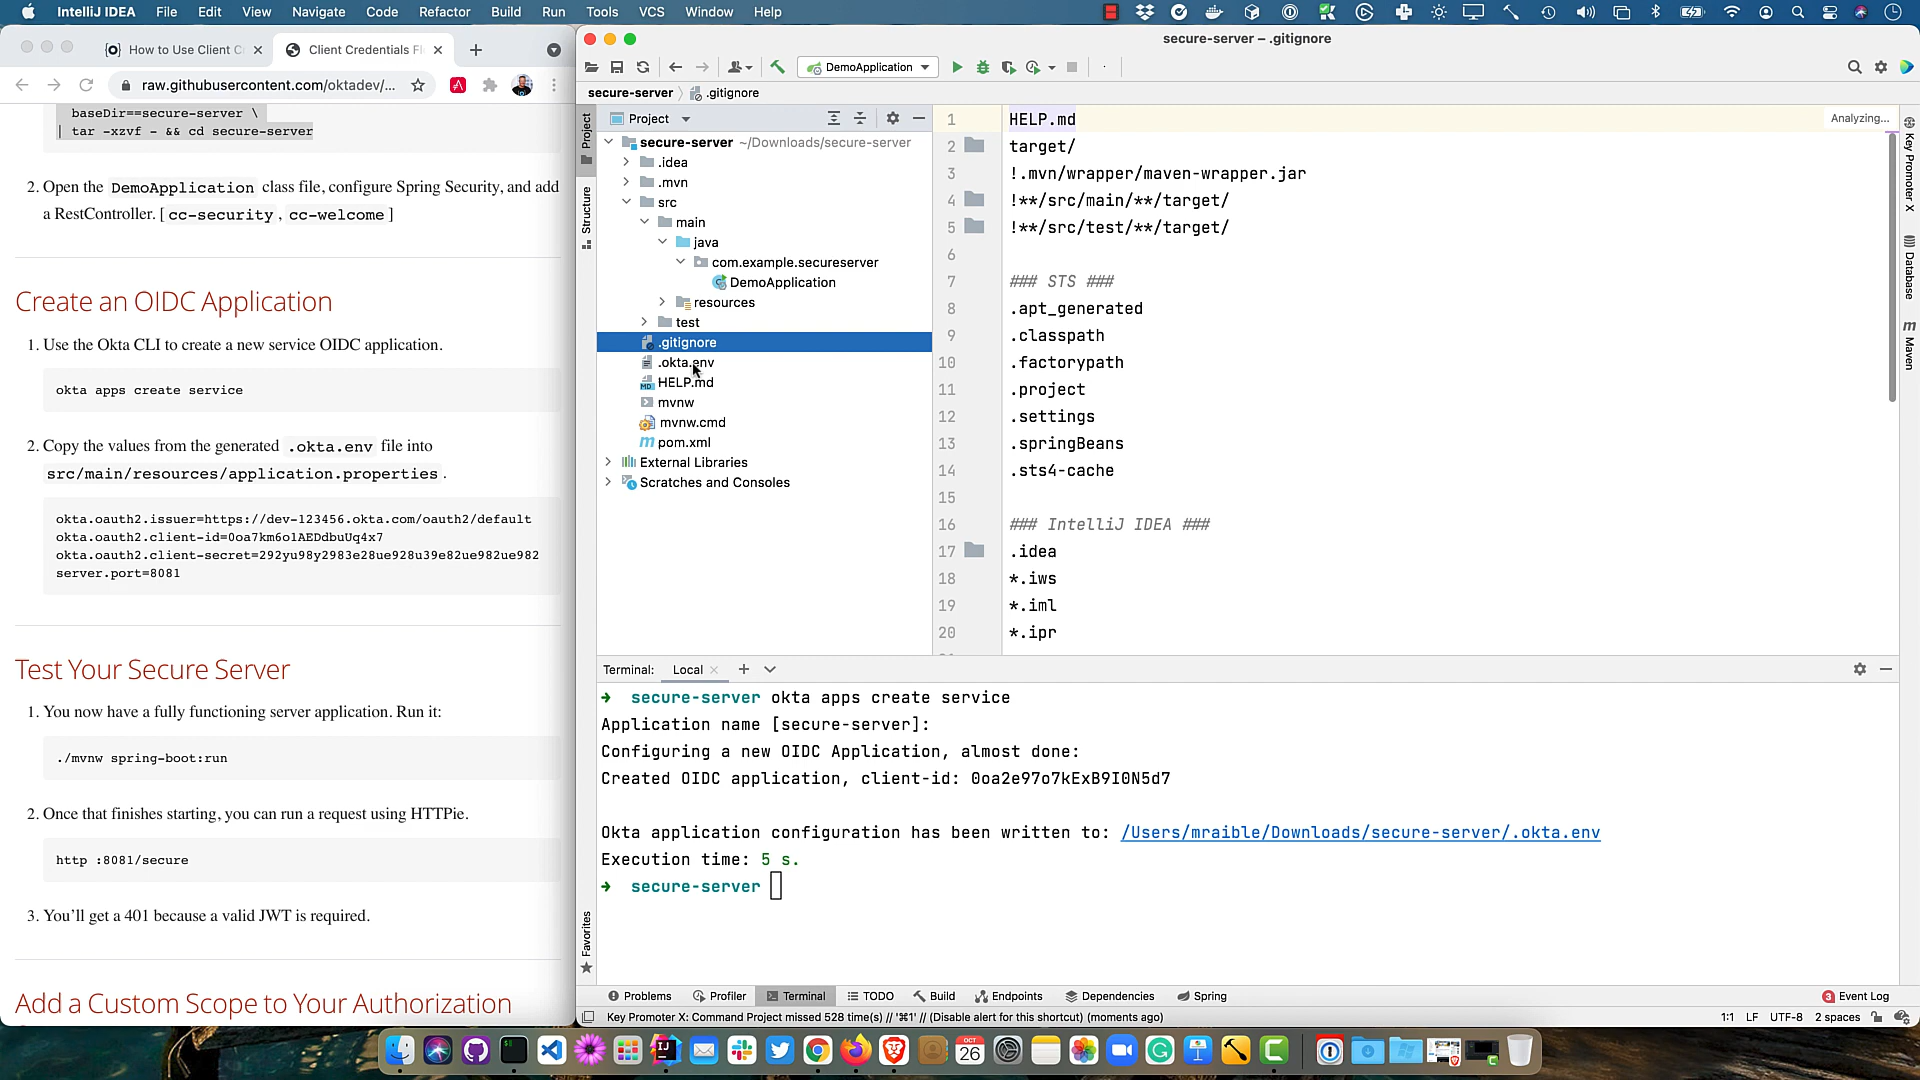 IntelliJ IDEA File Edit View Navigate Code Refactor Build Run Tools VCS Window Help
How to Use Client C
Client Credentials Fl
raw.githubusercontent.com/oktadev/...
baseDir==secure-server \
| tar -xzvf - && cd secure-server
2. Open the DemoApplication class file, configure Spring Security, and add
a RestController. [ cc-security , cc-welcome ]
Create an OIDC Application
1. Use the Okta CLI to create a new service OIDC application.
okta apps create service
2. Copy the values from the generated .okta.env file into
src/main/resources/application.properties .
okta.oauth2.issuer=https://dev-123456.okta.com/oauth2/default
okta.oauth2.client-id=0oa7km6o1AEDdbuUq4x7
okta.oauth2.client-secret=292yu98y2983e28ue928u39e82ue982ue982
server.port=8081
Test Your Secure Server
1. You now have a fully functioning server application. Run it:
./mvnw spring-boot:run
2. Once that finishes starting, you can run a request using HTTPie.
http :8081/secure
3. You’ll get a 401 because a valid JWT is required.
Add a Custom Scope to Your Authorization
secure-server – .gitignore
DemoApplication
secure-server .gitignore
Project
Structure
Favorites
Project
secure-server ~/Downloads/secure-server
.idea
.mvn
src
main
java
com.example.secureserver
DemoApplication
resources
test
.gitignore
.okta.env
HELP.md
mvnw
mvnw.cmd
pom.xml
External Libraries
Scratches and Consoles
1 HELP.md
2 target/
3 !.mvn/wrapper/maven-wrapper.jar
4 !**/src/main/**/target/
5 !**/src/test/**/target/
6
7 ### STS ###
8 .apt_generated
9 .classpath
10 .factorypath
11 .project
12 .settings
13 .springBeans
14 .sts4-cache
15
16 ### IntelliJ IDEA ###
17 .idea
18 *.iws
19 *.iml
20 *.ipr
Analyzing...
Key Promoter X
Database
Maven
Terminal: Local
➜ secure-server okta apps create service
Application name [secure-server]:
Configuring a new OIDC Application, almost done:
Created OIDC application, client-id: 0oa2e97o7kExB9I0N5d7
Okta application configuration has been written to: /Users/mraible/Downloads/secure-server/.okta.env
Execution time: 5 s.
➜ secure-server
Problems Profiler Terminal TODO Build Endpoints Dependencies Spring
3 Event Log
Key Promoter X: Command Project missed 528 time(s) // '⌘1' // (Disable alert for this shortcut) (moments ago)
1:1 LF UTF-8 2 spaces
OCT
26